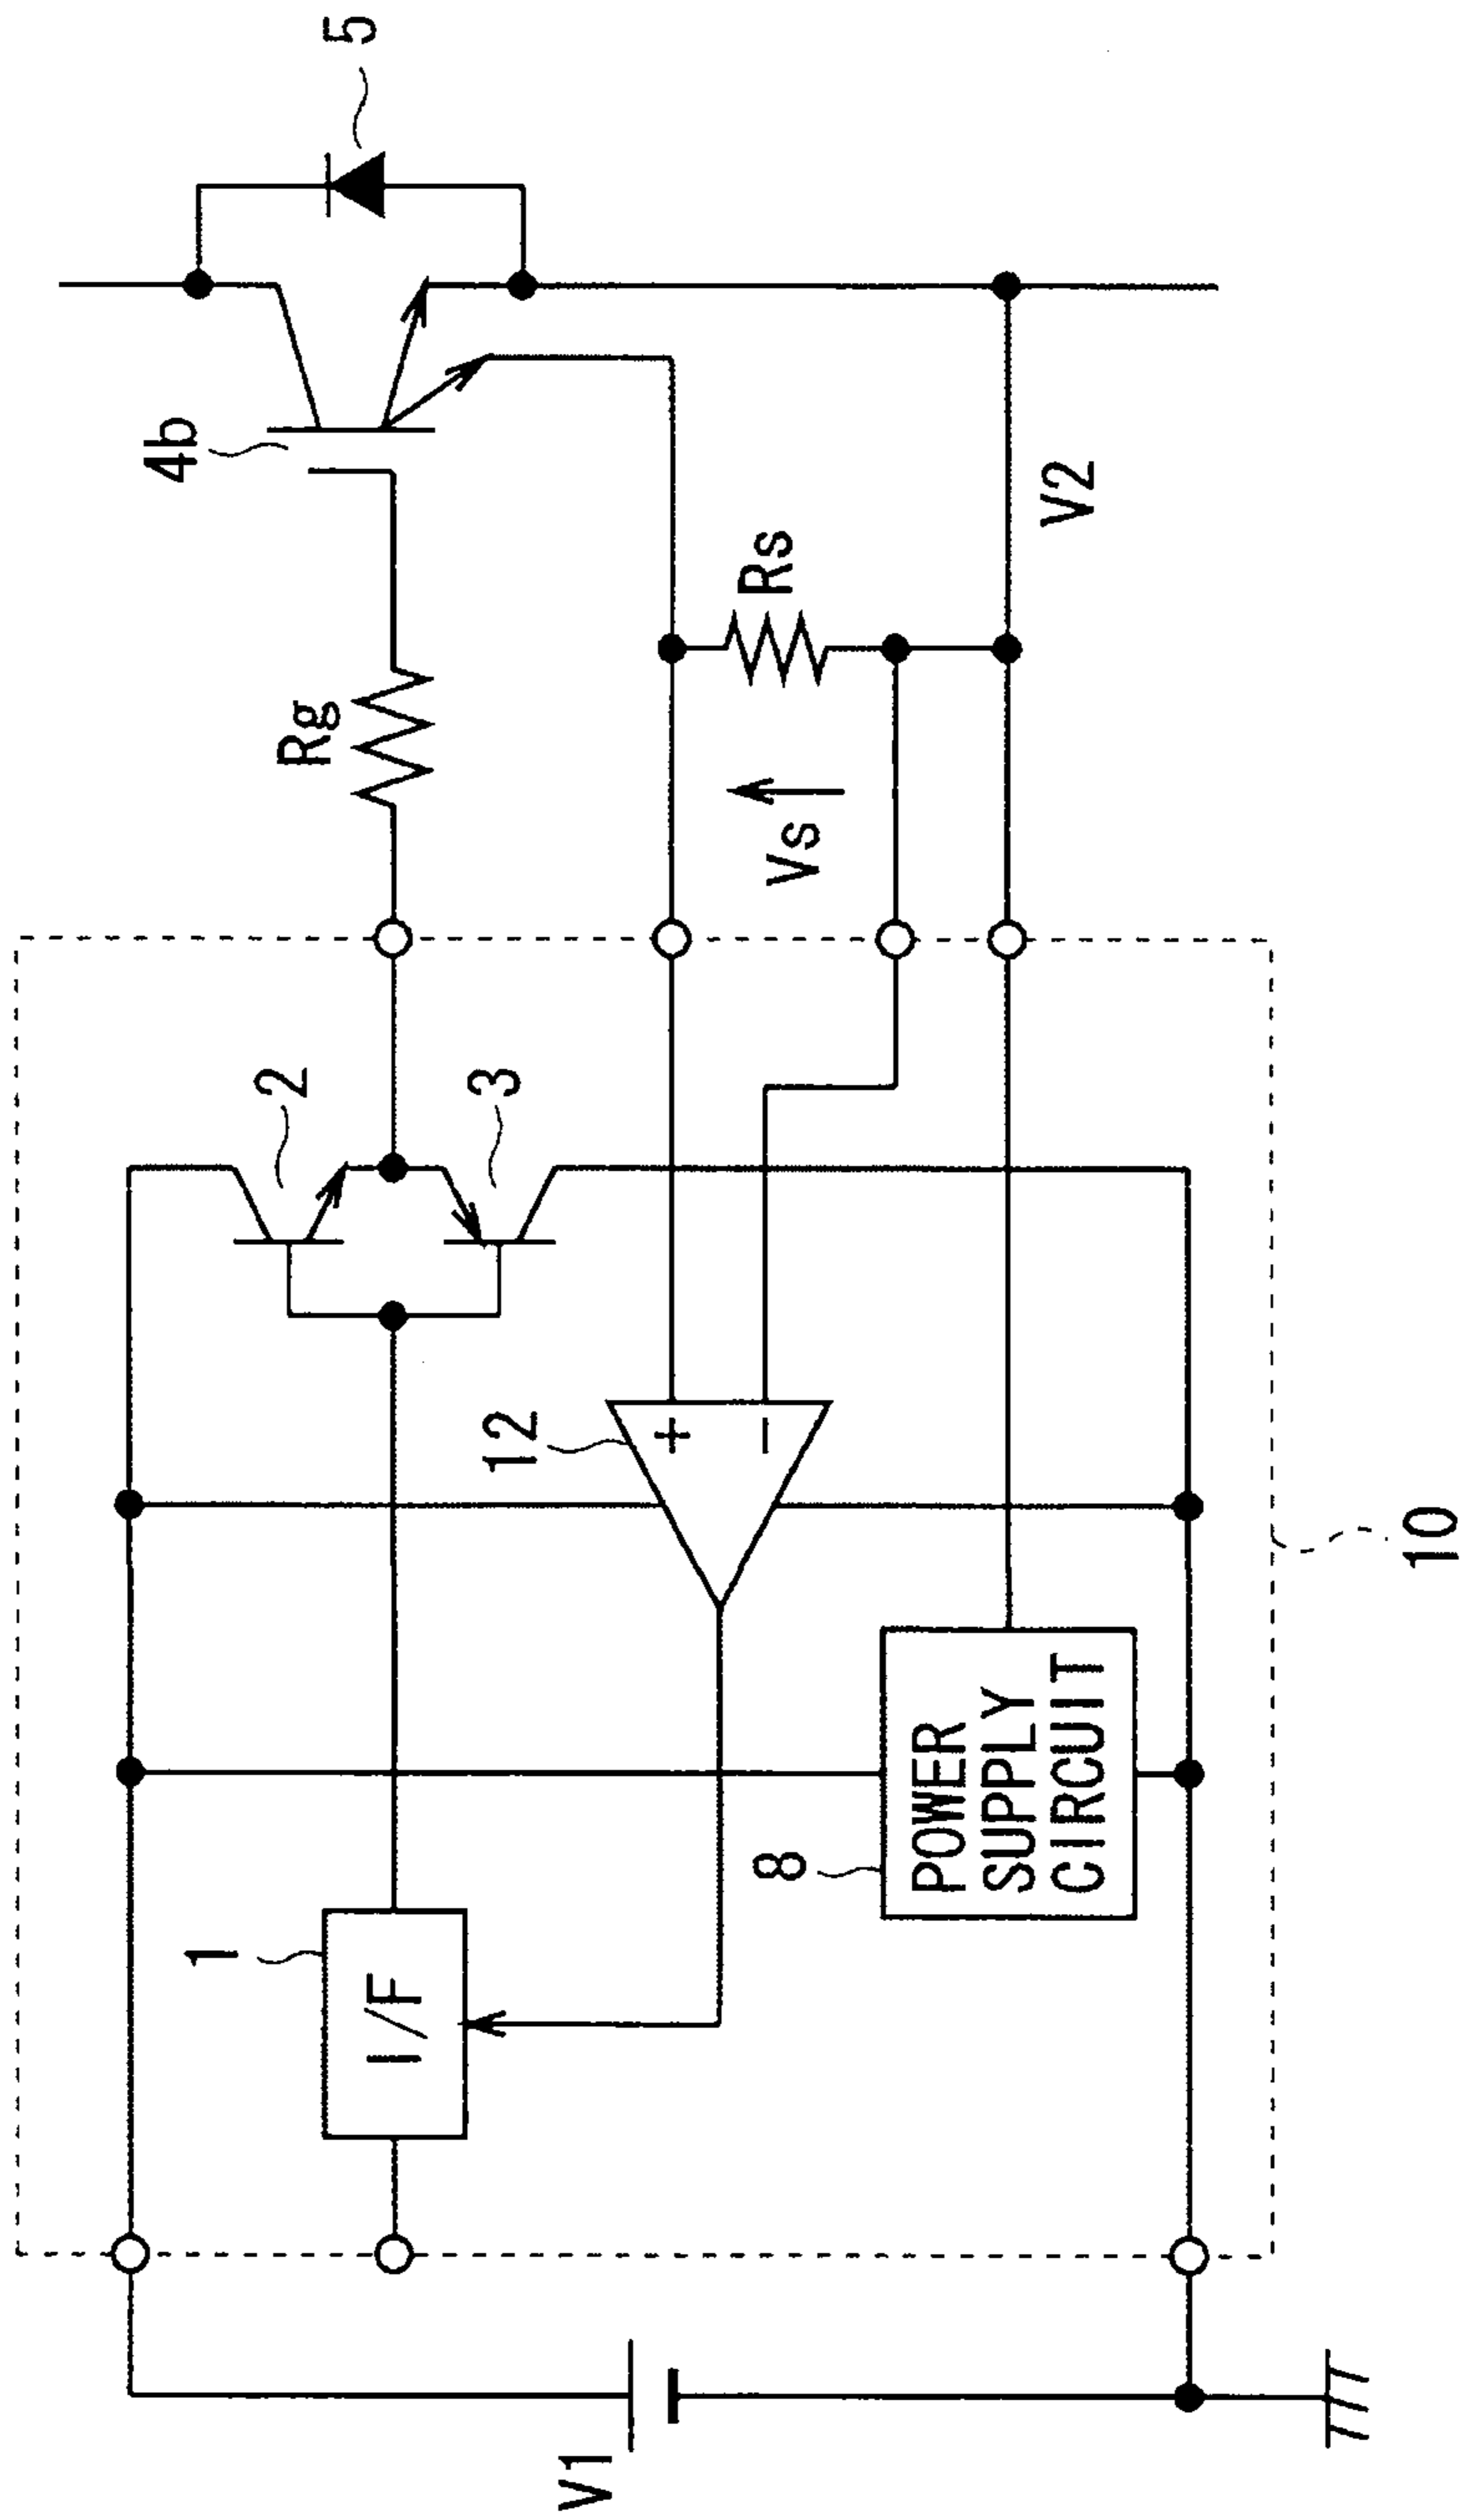 V1
1
I/F
8
POWER
SUPPLY
CIRCUIT
10
12
+
−
2
3
Rg
Vs
Rs
V2
4b
5